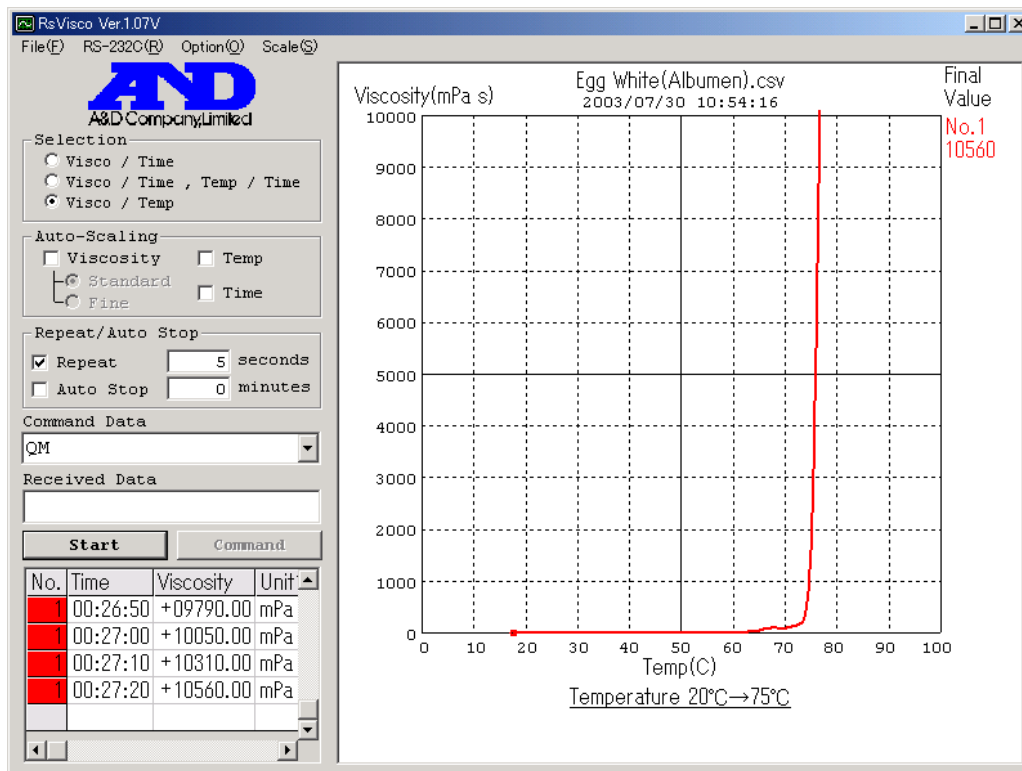 RsVisco Ver.1.07V
File(F) RS-232C(R) Option(O) Scale(S)
AND
A&D Company,Limited
Selection
Visco / Time
Visco / Time , Temp / Time
Visco / Temp
Auto-Scaling
Viscosity Temp
Standard
Time
Fine
Repeat/Auto Stop
Repeat 5 seconds
Auto Stop 0 minutes
Command Data
QM
Received Data
Start Command
No. Time Viscosity Unit
1 00:26:50 +09790.00 mPa
1 00:27:00 +10050.00 mPa
1 00:27:10 +10310.00 mPa
1 00:27:20 +10560.00 mPa
Egg White(Albumen).csv
2003/07/30 10:54:16
Viscosity(mPa s)
Final
Value
No.1
10560
10000
9000
8000
7000
6000
5000
4000
3000
2000
1000
0
0 10 20 30 40 50 60 70 80 90 100
Temp(C)
Temperature 20℃→75℃